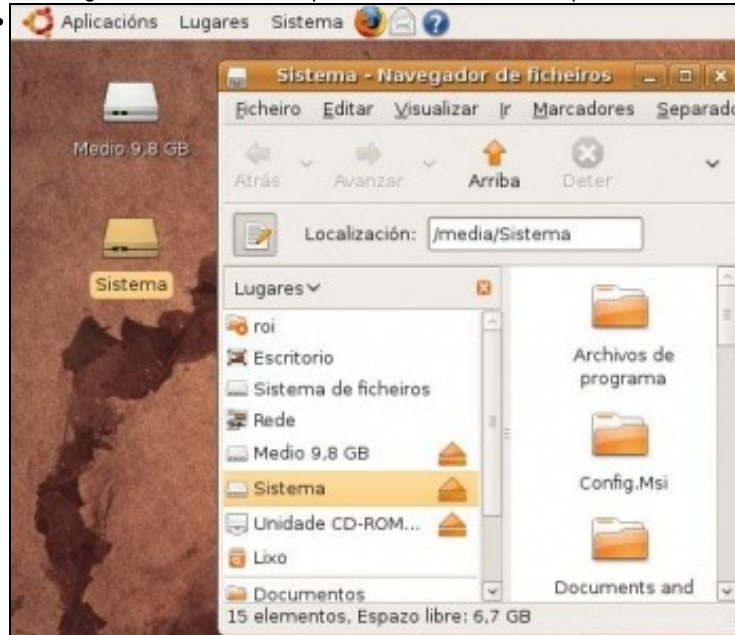 Aplicacións Lugares Sistema
Sistema - Navegador de ficheiros
Ficheiro Editar Visualizar Ir Marcadores Separado
Medio 9,8 GB
Atrás Avanzar Arriba Deter
Localización: /media/Sistema
Sistema
Lugares
roi
Escritorio
Sistema de ficheiros
Rede
Medio 9,8 GB
Sistema
Unidade CD-ROM...
Lixo
Documentos
Archivos de
programa
Config.Msi
Documents and
15 elementos, Espazo libre: 6,7 GB